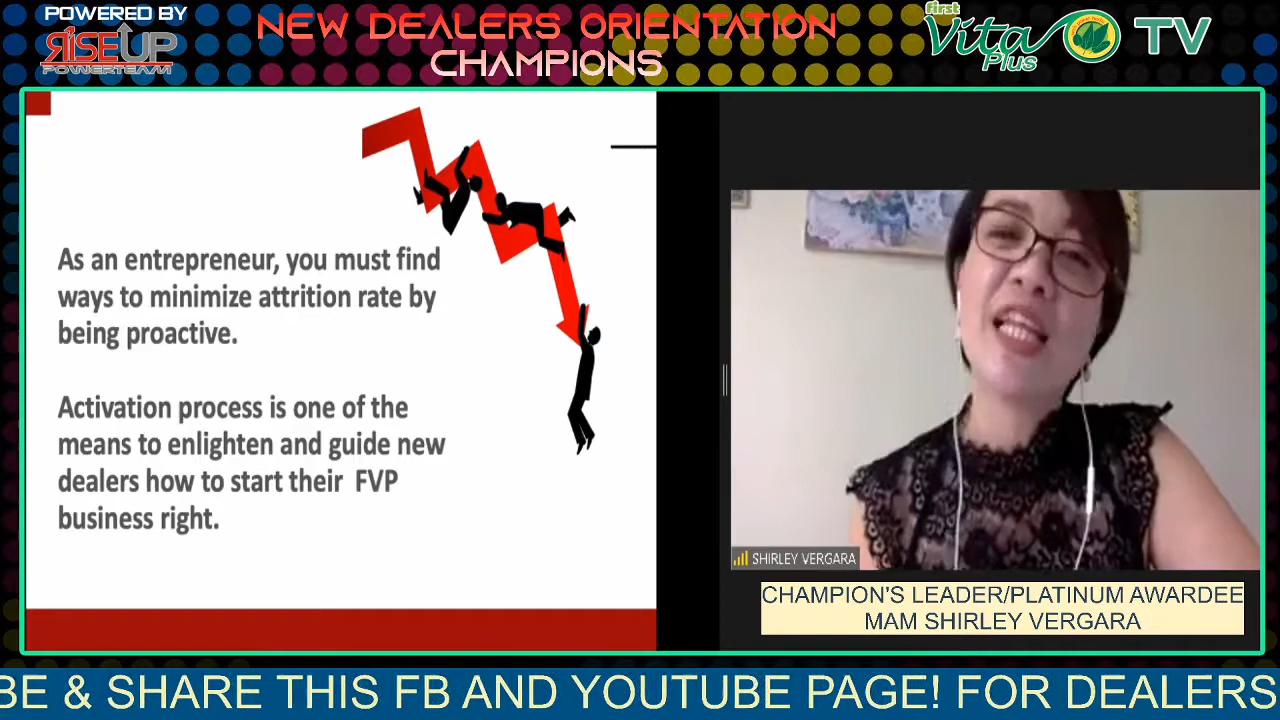 POWERED BY
RiSEUP
POWERTEAM
NEW DEALERS ORIENTATION
CHAMPIONS
first
Vita
Plus
TV
As an entrepreneur, you must find
ways to minimize attrition rate by
being proactive.
Activation process is one of the
means to enlighten and guide new
dealers how to start their FVP
business right.
SHIRLEY VERGARA
CHAMPION'S LEADER/PLATINUM AWARDEE
MAM SHIRLEY VERGARA
BE & SHARE THIS FB AND YOUTUBE PAGE! FOR DEALERS